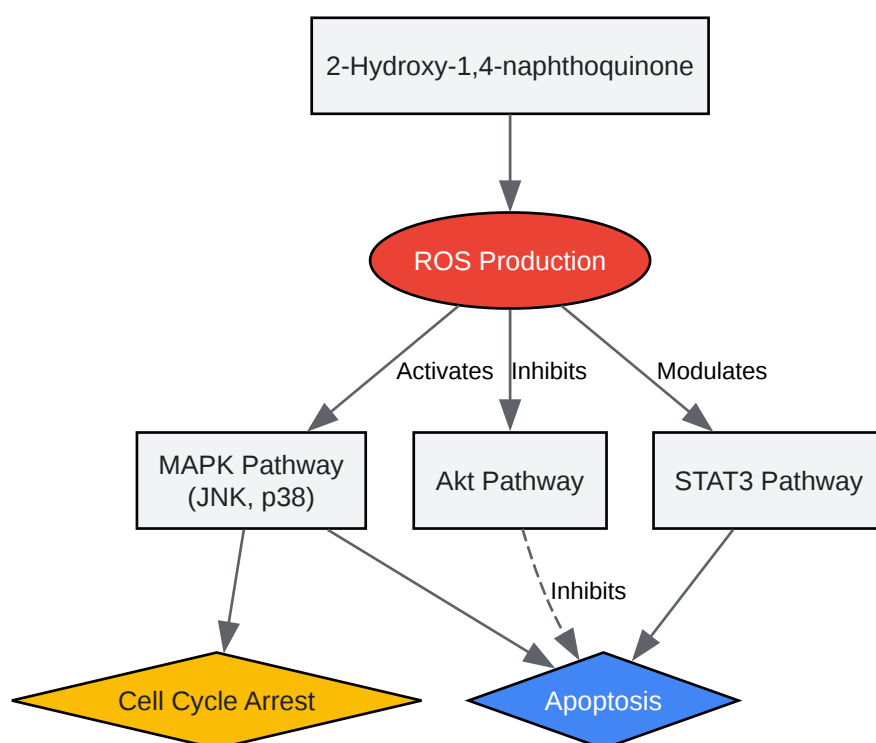 2-Hydroxy-1,4-naphthoquinone
ROS Production
Activates
Inhibits
Modulates
MAPK Pathway
(JNK, p38)
Akt Pathway
STAT3 Pathway
Inhibits
Cell Cycle Arrest
Apoptosis